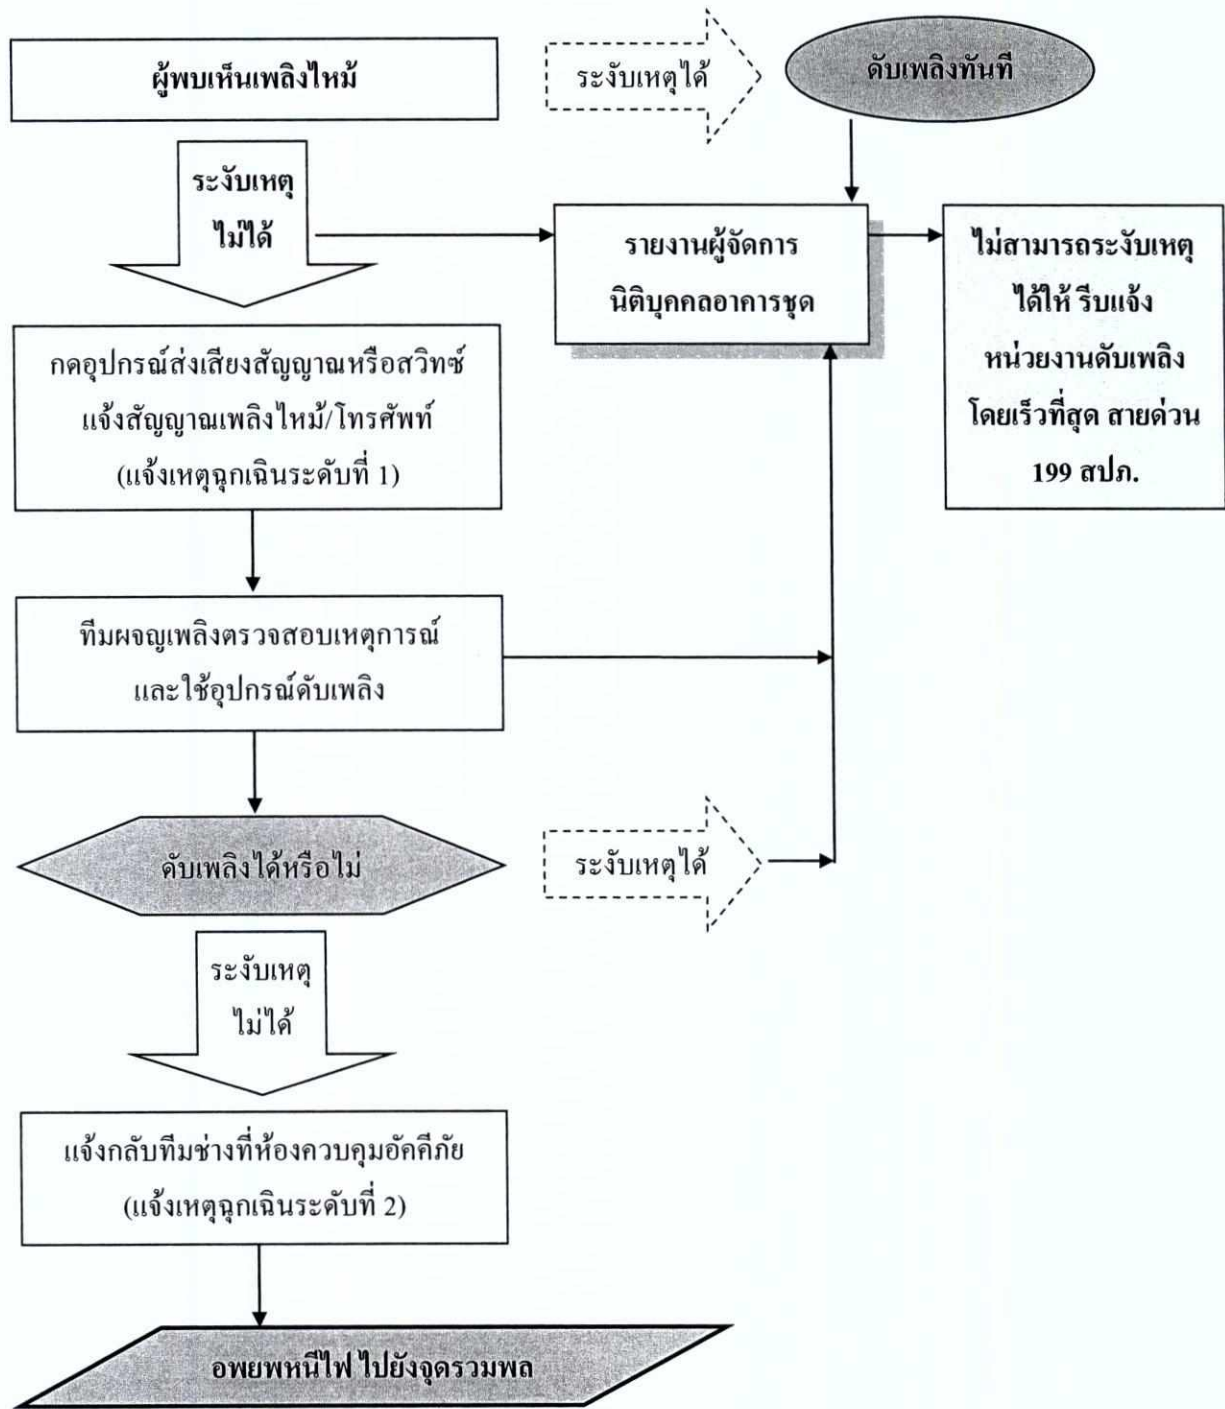 ผู้พบเห็นเพลิงไหม้
ระงับเหตุได้
ดับเพลิงทันที
ระงับเหตุ
ไม่ได้
รายงานผู้จัดการ
นิติบุคคลอาคารชุด
ไม่สามารถระงับเหตุ
ได้ให้ รีบแจ้ง
หน่วยงานดับเพลิง
โดยเร็วที่สุด สายด่วน
199 สปภ.
กดอุปกรณ์ส่งเสียงสัญญาณหรือสวิทซ์
แจ้งสัญญาณเพลิงไหม้/โทรศัพท์
(แจ้งเหตุฉุกเฉินระดับที่ 1)
ทีมผจญเพลิงตรวจสอบเหตุการณ์
และใช้อุปกรณ์ดับเพลิง
ดับเพลิงได้หรือไม่
ระงับเหตุได้
ระงับเหตุ
ไม่ได้
แจ้งกลับทีมช่างที่ห้องควบคุมอัคคีภัย
(แจ้งเหตุฉุกเฉินระดับที่ 2)
อพยพหนีไฟ ไปยังจุดรวมพล